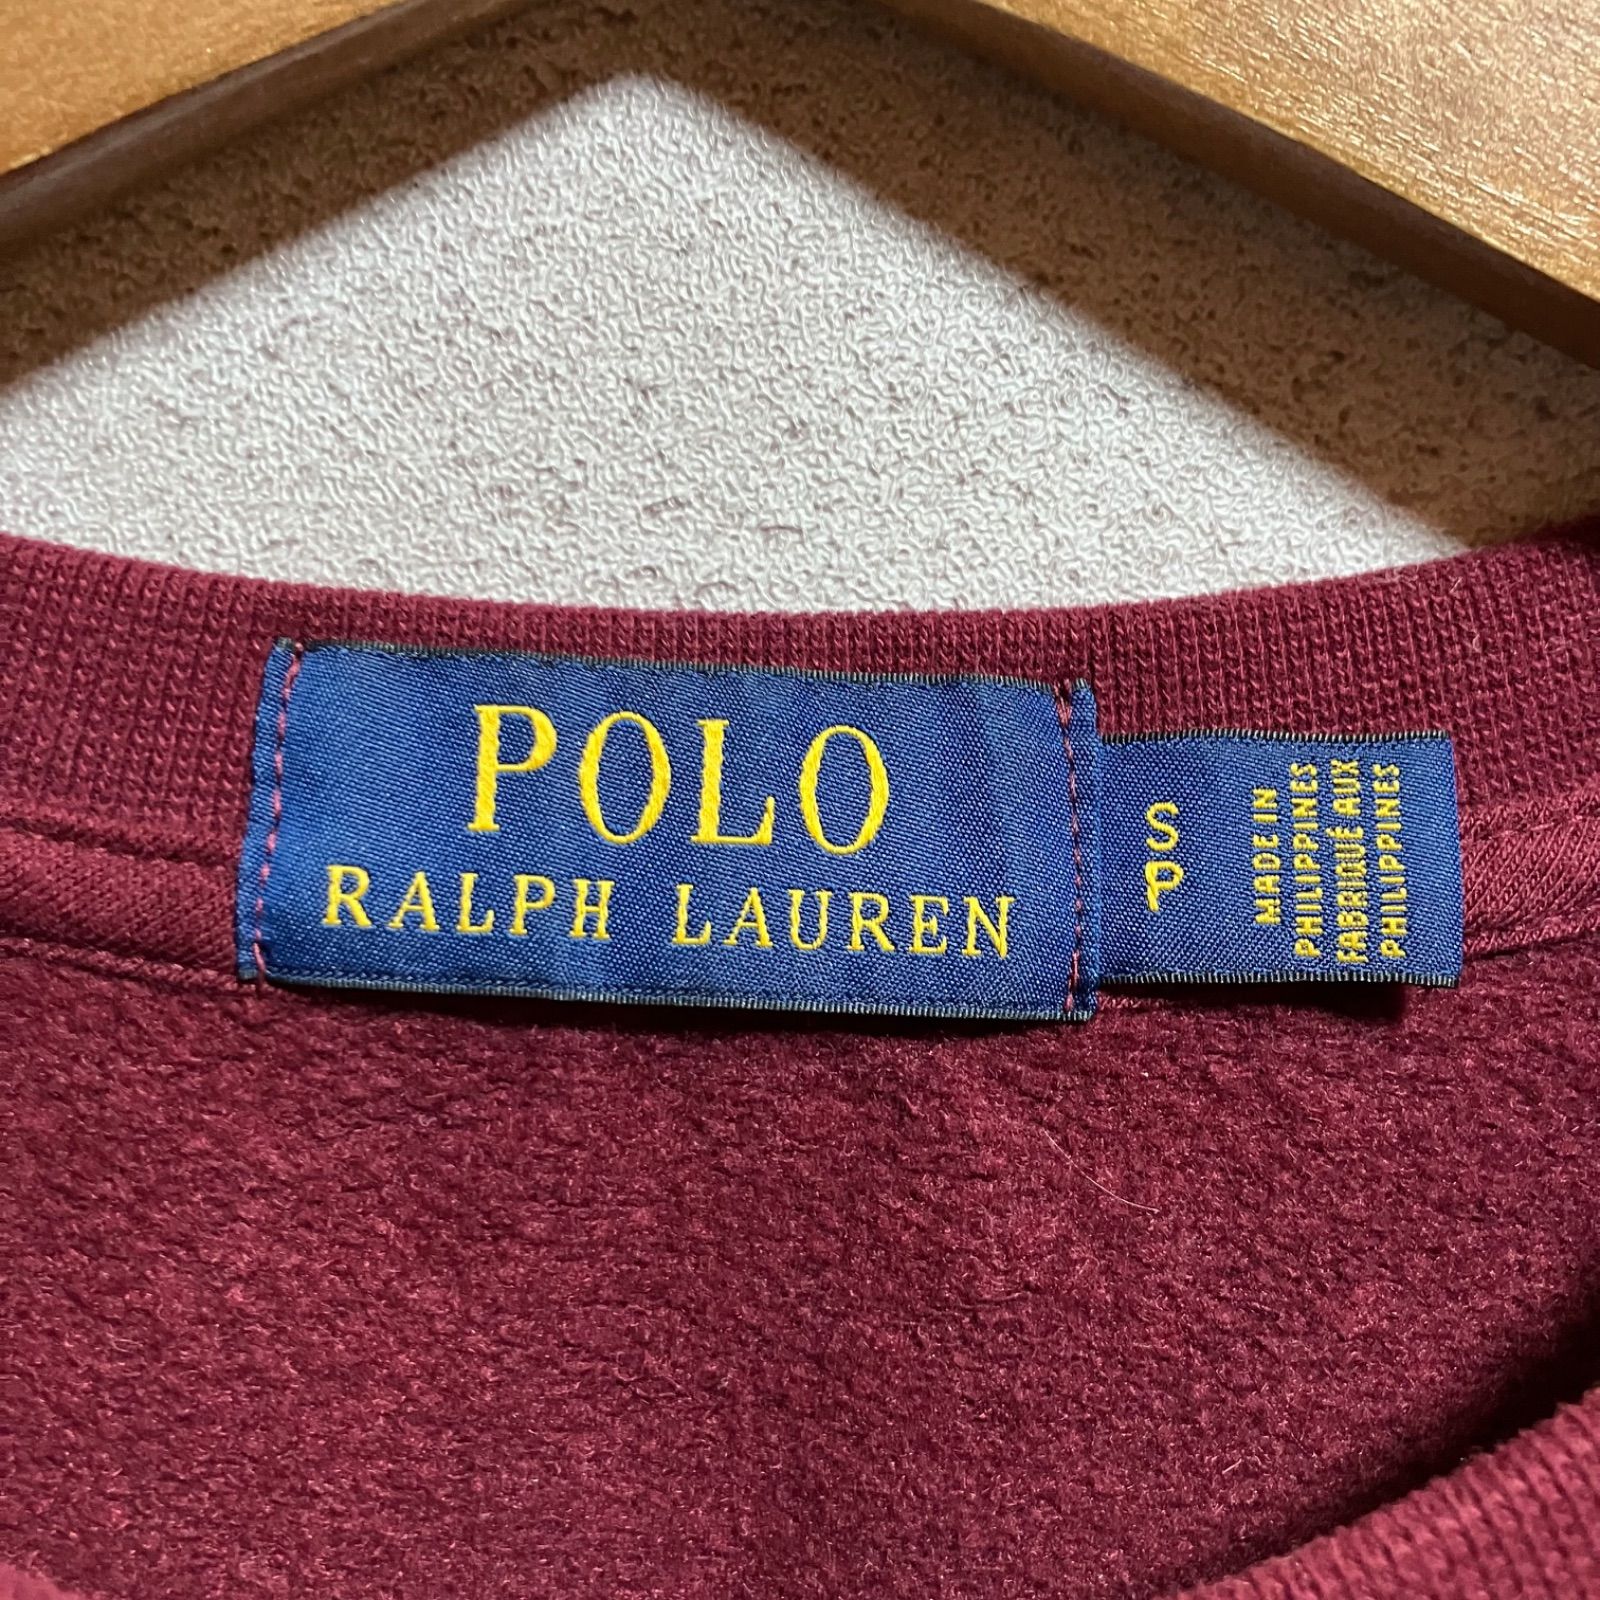 POLO
RALPH LAUREN
S
P
MADE IN
PHILIPPINES
FABRIQUÉ AUX
PHILIPPINES